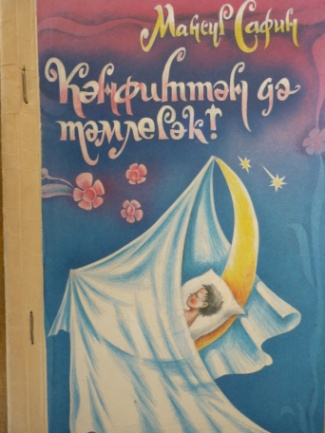 Мансур Сафин
Кәнфиттән дә
тәмлерәк!